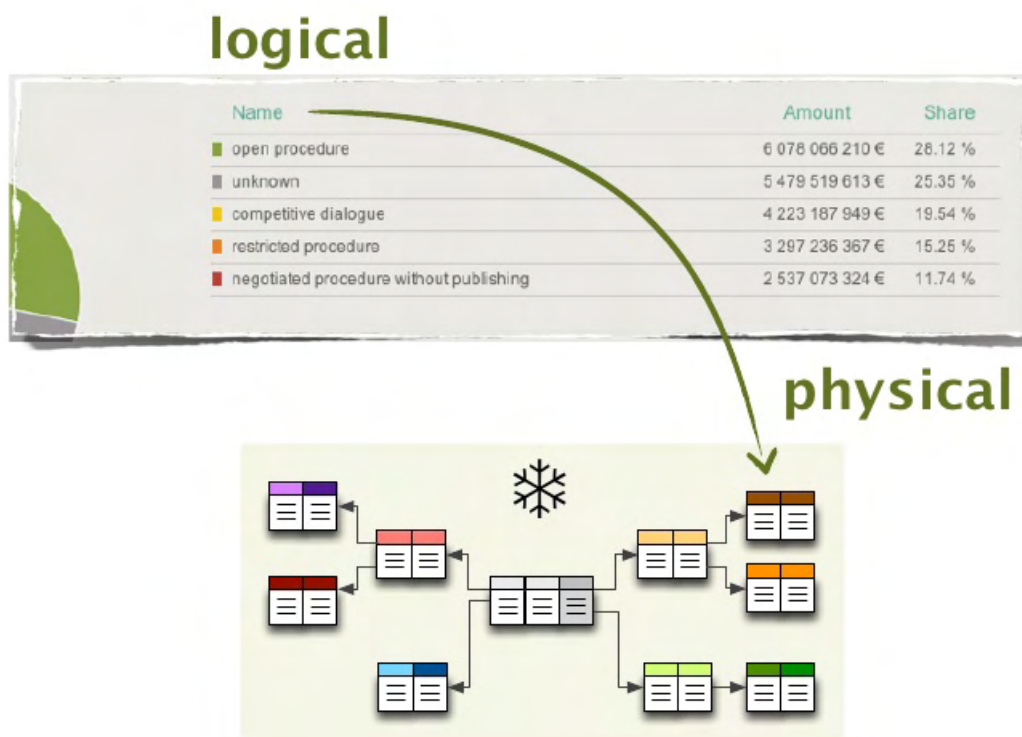 logical
Name Amount Share
open procedure 6 078 066 210 € 28.12 %
unknown 5 479 519 613 € 25.35 %
competitive dialogue 4 223 187 949 € 19.54 %
restricted procedure 3 297 236 367 € 15.25 %
negotiated procedure without publishing 2 537 073 324 € 11.74 %
physical